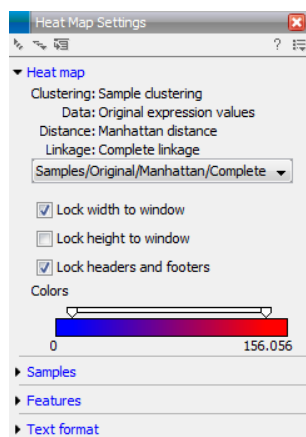 Heat Map Settings
?
Heat map
Clustering: Sample clustering
Data: Original expression values
Distance: Manhattan distance
Linkage: Complete linkage
Samples/Original/Manhattan/Complete
Lock width to window
Lock height to window
Lock headers and footers
Colors
0 156.056
Samples
Features
Text format